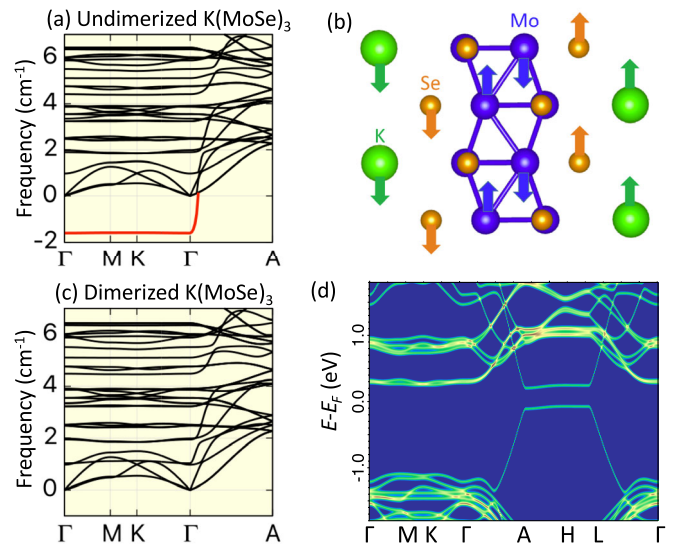 (a) Undimerized K(MoSe)₃
Frequency (cm⁻¹)
6
4
2
0
−2
Γ M K Γ A
(b)
Mo
Se
K
(c) Dimerized K(MoSe)₃
Frequency (cm⁻¹)
6
4
2
0
Γ M K Γ A
(d)
E-E_F (eV)
1.0
0.0
-1.0
Γ M K Γ A H L Γ